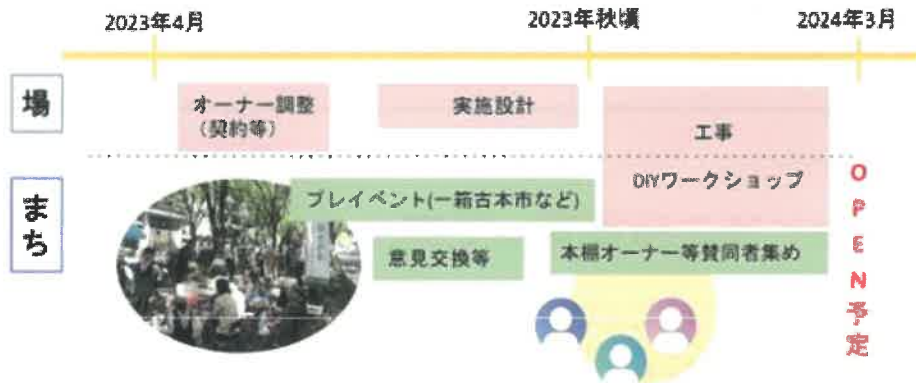 2023年4月
2023年秋頃
2024年3月
場
オーナー調整
(契約等)
実施設計
工事
DIYワークショップ
まち
プレイベント(一箱古本市など)
意見交換等
本棚オーナー等賛同者集め
OPEN予定